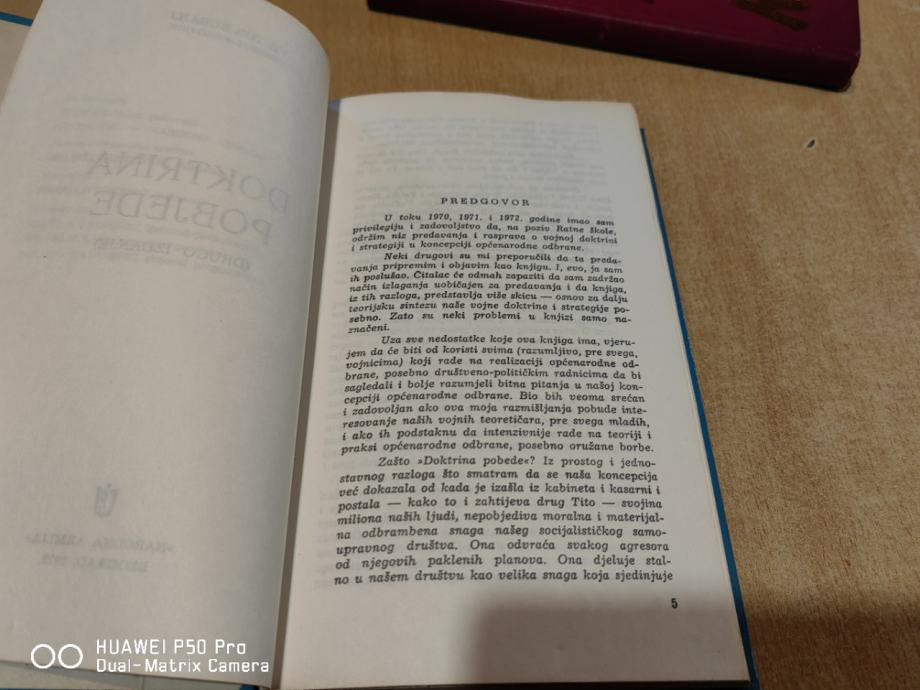 DOKTRINA
POBJEDE
(DRUGO IZDANJE)
»NARODNA ARMIJA«
BEOGRAD, 1972.
PREDGOVOR
U toku 1970, 1971. i 1972. godine imao sam
privilegiju i zadovoljstvo da, na poziv Ratne škole,
održim niz predavanja i rasprava o vojnoj doktrini
i strategiji u koncepciji općenarodne odbrane.
Neki drugovi su mi preporučili da ta preda-
vanja pripremim i objavim kao knjigu. I, evo, ja sam
ih poslušao. Čitalac će odmah zapaziti da sam zadržao
način izlaganja uobičajen za predavanja i da knjiga,
iz tih razloga, predstavlja više skicu — osnov za dalju
teorijsku sintezu naše vojne doktrine i strategije po-
sebno. Zato su neki problemi u knjizi samo na-
značeni.
Uza sve nedostatke koje ova knjiga ima, vjeru-
jem da će biti od koristi svima (razumljivo, pre svega,
vojnicima) koji rade na realizaciji općenarodne od-
brane, posebno društveno-političkim radnicima da bi
sagledali i bolje razumjeli bitna pitanja u našoj kon-
cepciji općenarodne odbrane. Bio bih veoma srećan
i zadovoljan ako ova moja razmišljanja pobude inte-
resovanje naših vojnih teoretičara, pre svega mladih,
i ako ih podstaknu da intenzivnije rade na teoriji i
praksi općenarodne odbrane, posebno oružane borbe.
Zašto »Doktrina pobede«? Iz prostog i jedno-
stavnog razloga što smatram da se naša koncepcija
već dokazala od kada je izašla iz kabineta i kasarni i
postala — kako to i zahtijeva drug Tito — svojina
miliona naših ljudi, nepobjediva moralna i materijal-
na odbrambena snaga našeg socijalističkog samo-
upravnog društva. Ona odvraća svakog agresora
od njegovih paklenih planova. Ona djeluje stal-
no u našem društvu kao velika snaga koja sjedinjuje
5
HUAWEI P50 Pro
Dual-Matrix Camera